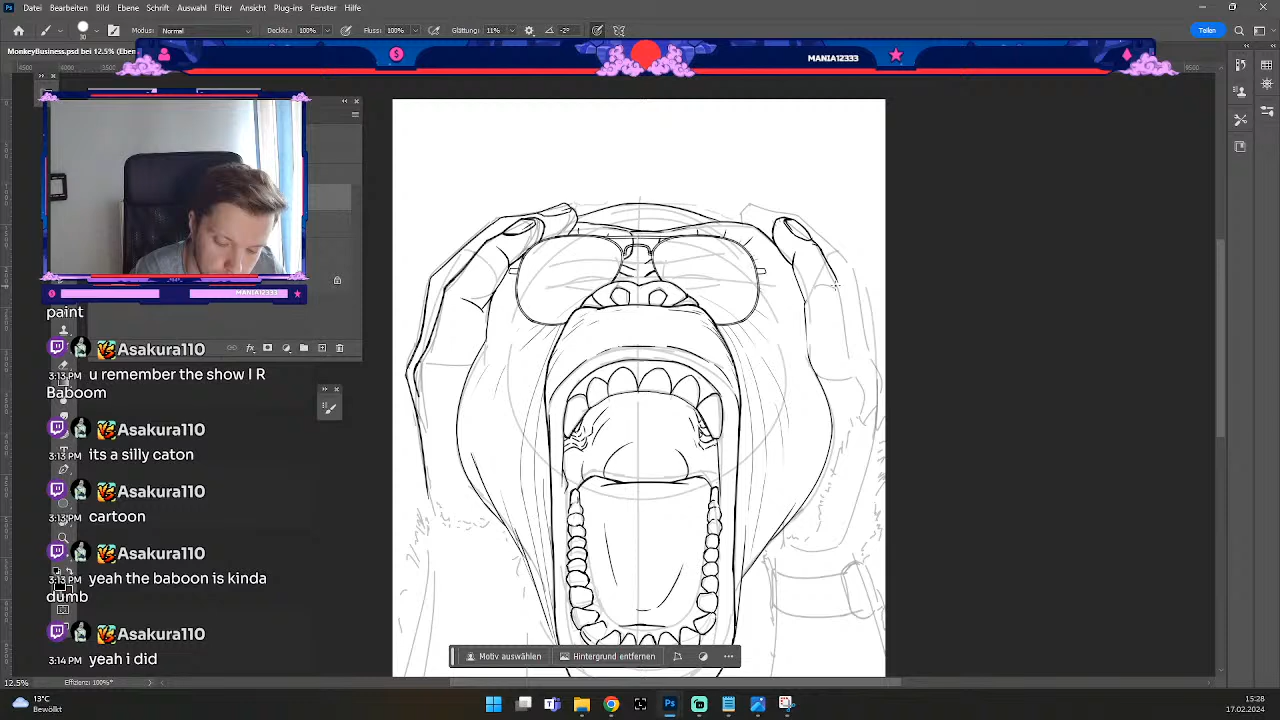 Datei Bearbeiten Bild Ebene Schrift Auswahl Filter Ansicht Plug-ins Fenster Hilfe
Modus: Normal Deckkr.: 100% Fluss: 100% Glättung: 11% Teilen
MonkeyBusiness.psd bei 12.5% (Eben
MANIA12333
MANIA12333
paint
Asakura110
3:13 PM u remember the show I R
Baboom
Asakura110
3:13 PM its a silly caton
Asakura110
3:13 PM cartoon
Asakura110
3:13 PM yeah the baboon is kinda
dumb
Asakura110
3:14 PM yeah i did
Motiv auswählen Hintergrund entfernen
12.5% Effizienz: 100%*
13°C
Bewölkt
15:28
17.02.2024